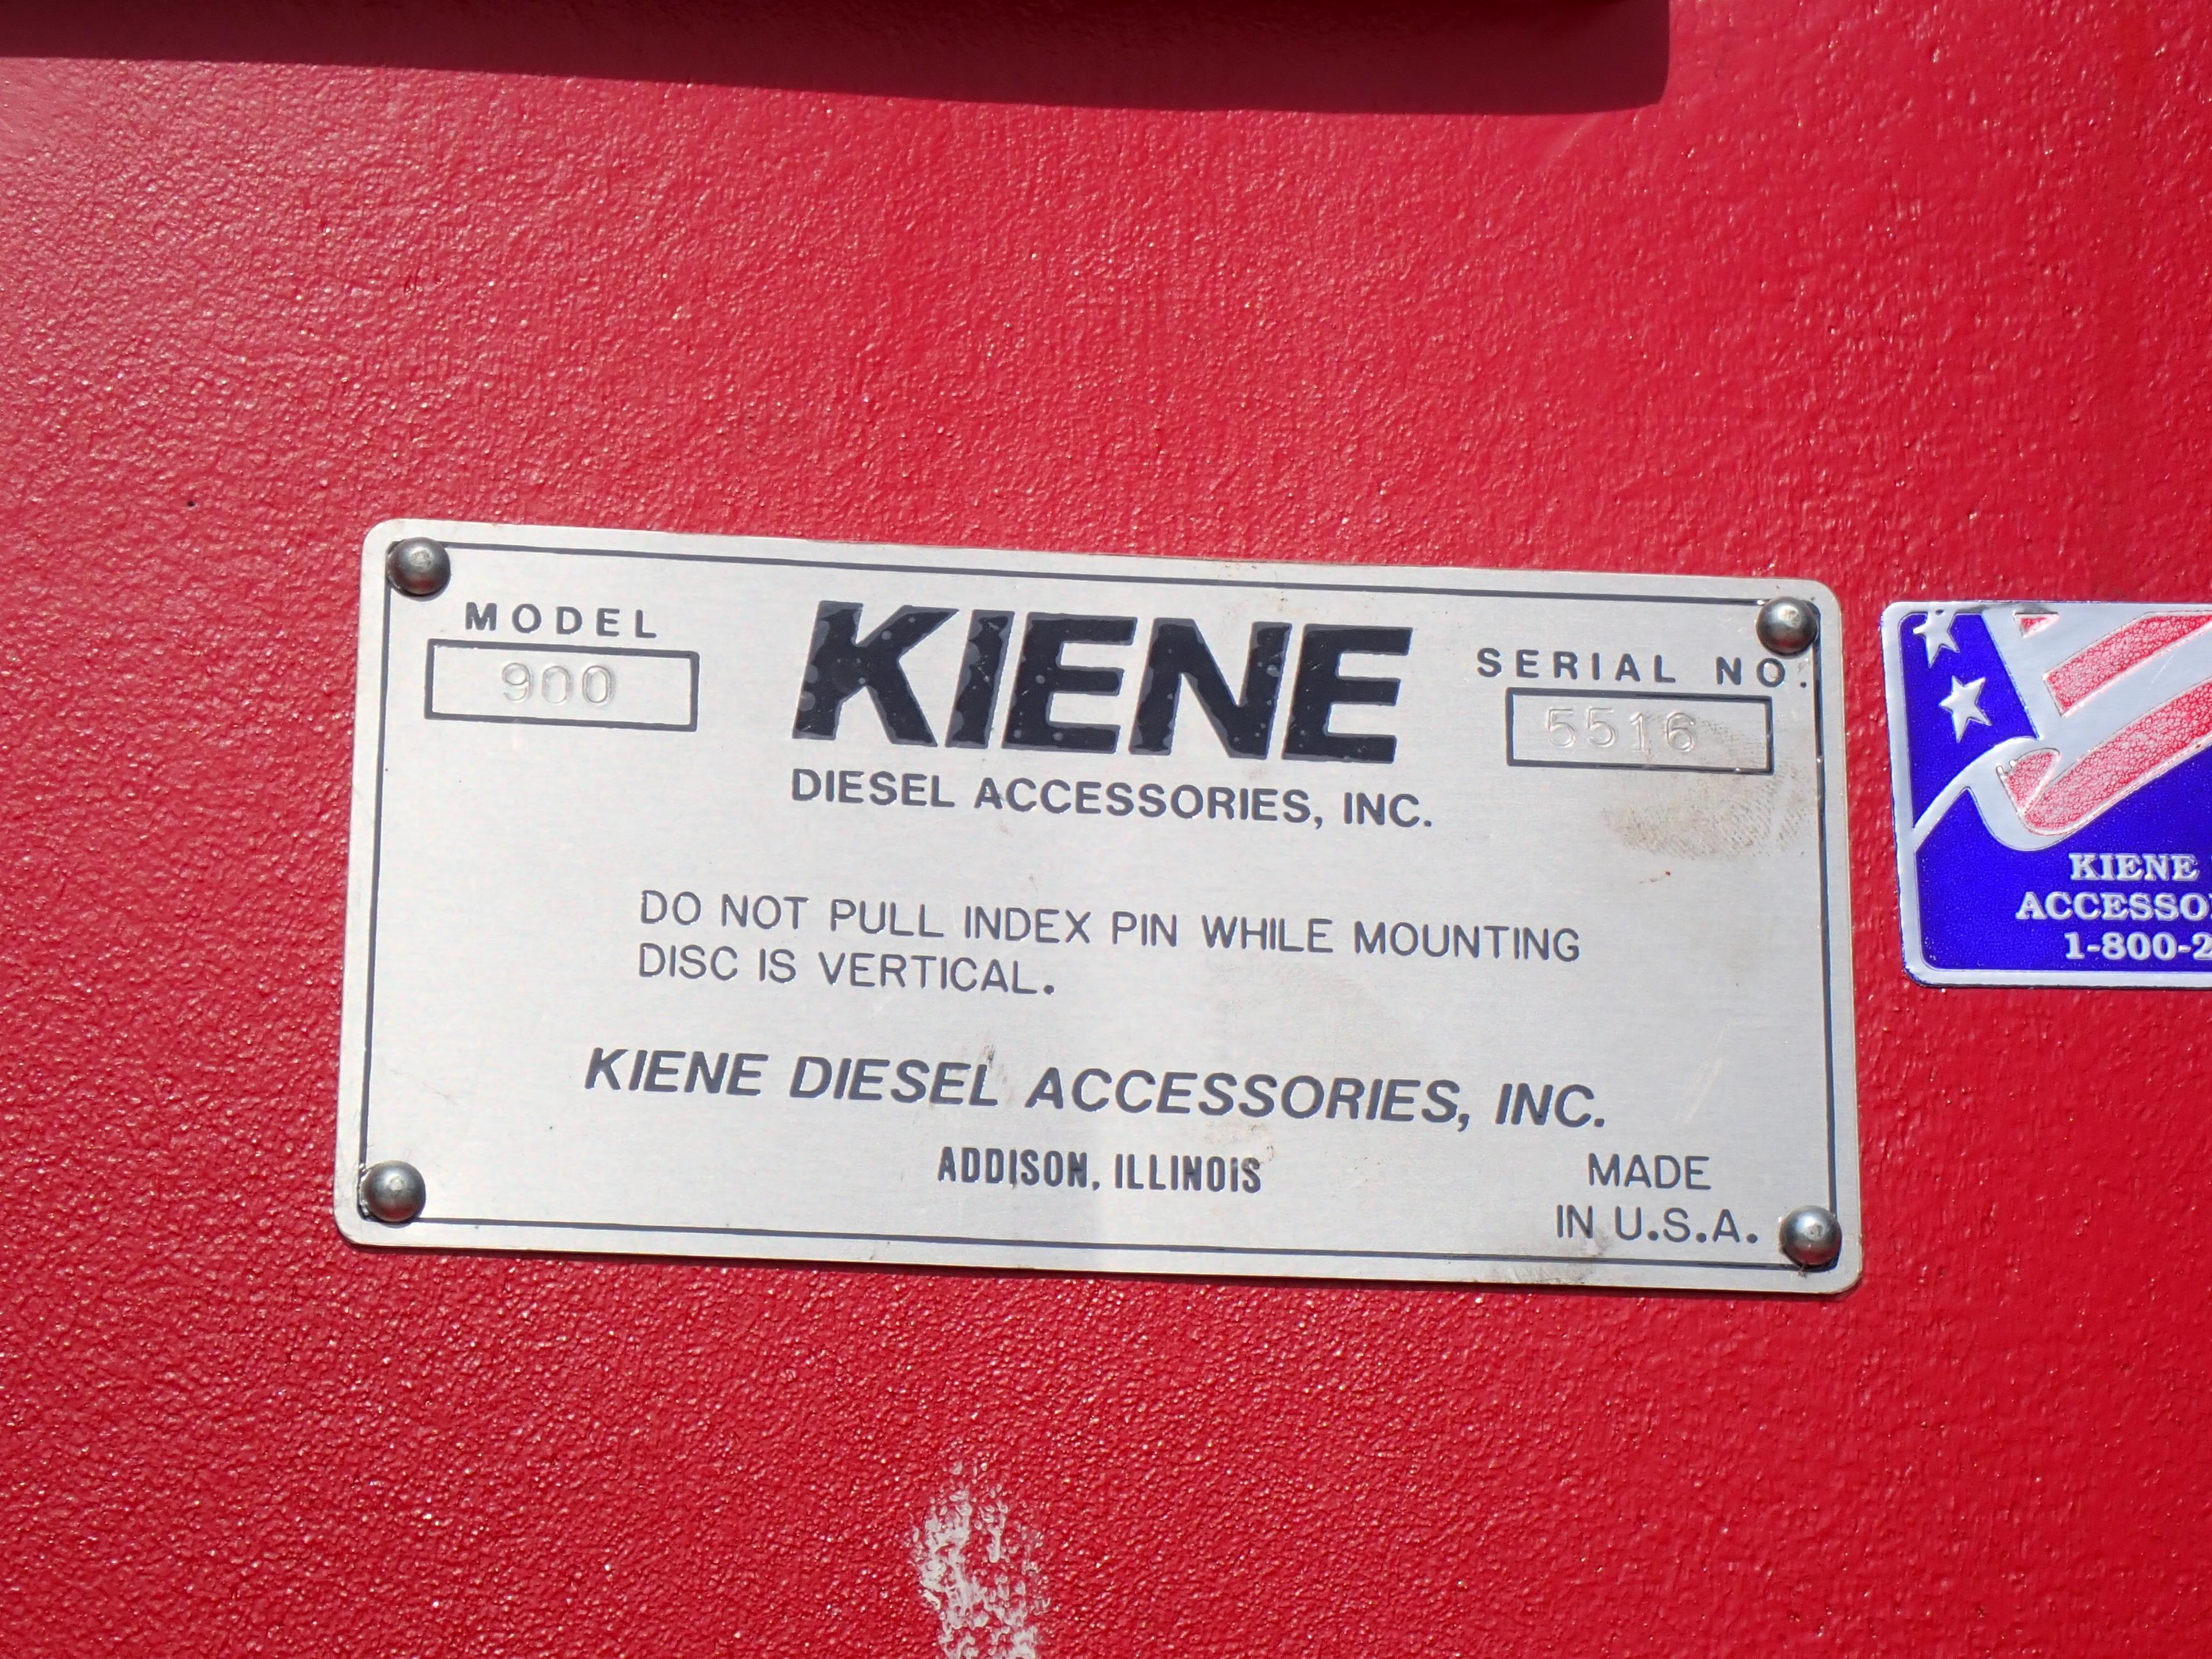 MODEL
900
KIENE
SERIAL NO.
5516
DIESEL ACCESSORIES, INC.
DO NOT PULL INDEX PIN WHILE MOUNTING
DISC IS VERTICAL.
KIENE DIESEL ACCESSORIES, INC.
ADDISON, ILLINOIS
MADE
IN U.S.A.
KIENE
1-800-2